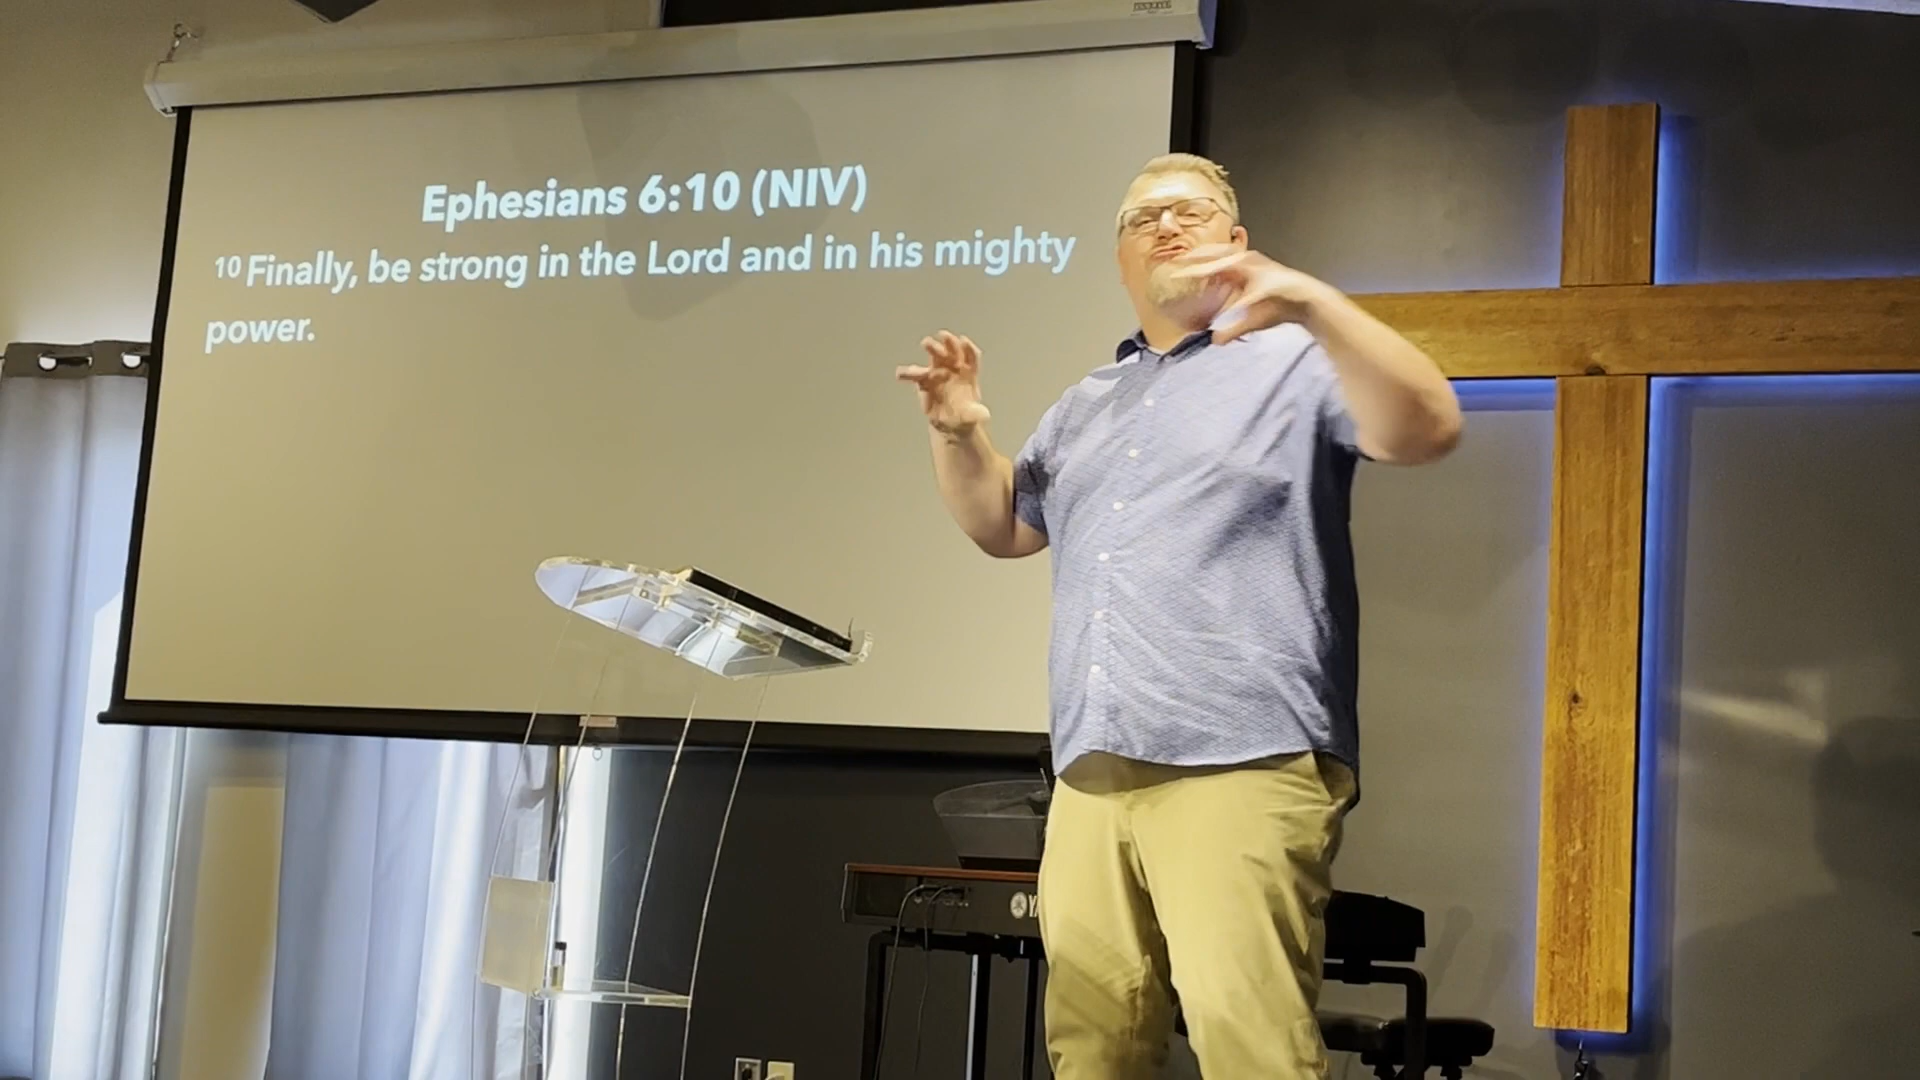 Ephesians 6:10 (NIV)
10 Finally, be strong in the Lord and in his mighty
power.